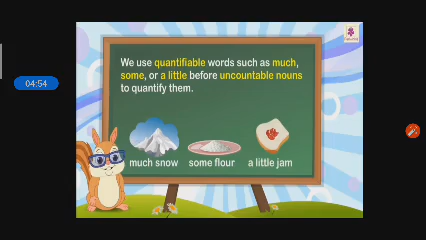 04:54
We use quantifiable words such as much,
some, or a little before uncountable nouns
to quantify them.
much snow some flour a little jam